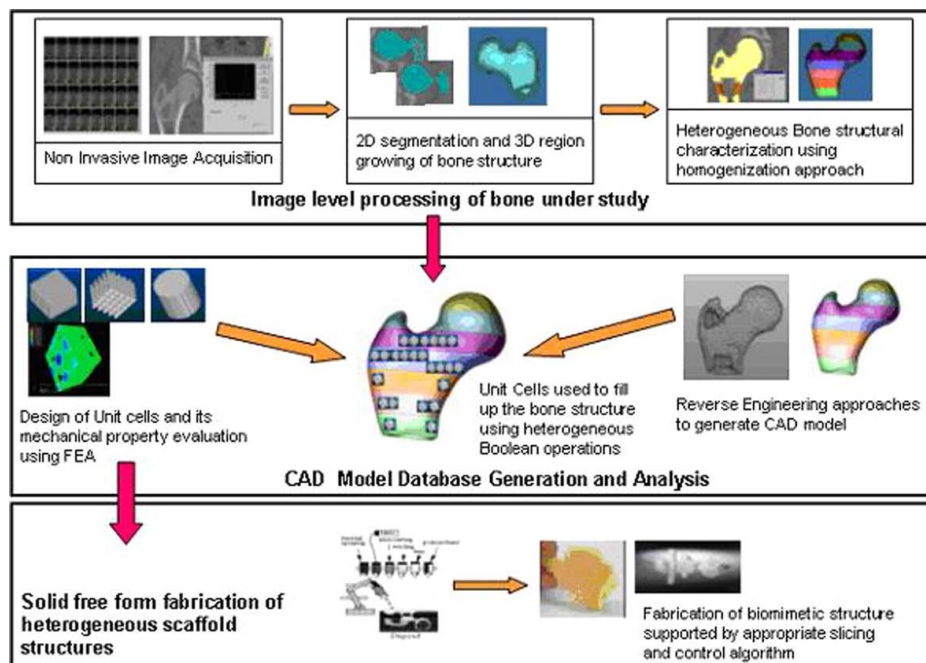 Non Invasive Image Acquisition
2D segmentation and 3D region
growing of bone structure
Heterogeneous Bone structural
characterization using
homogenization approach
Image level processing of bone under study
Design of Unit cells and its
mechanical property evaluation
using FEA
Unit Cells used to fill
up the bone structure
using heterogeneous
Boolean operations
Reverse Engineering approaches
to generate CAD model
CAD Model Database Generation and Analysis
Solid free form fabrication of
heterogeneous scaffold
structures
Fabrication of biomimetic structure
supported by appropriate slicing
and control algorithm